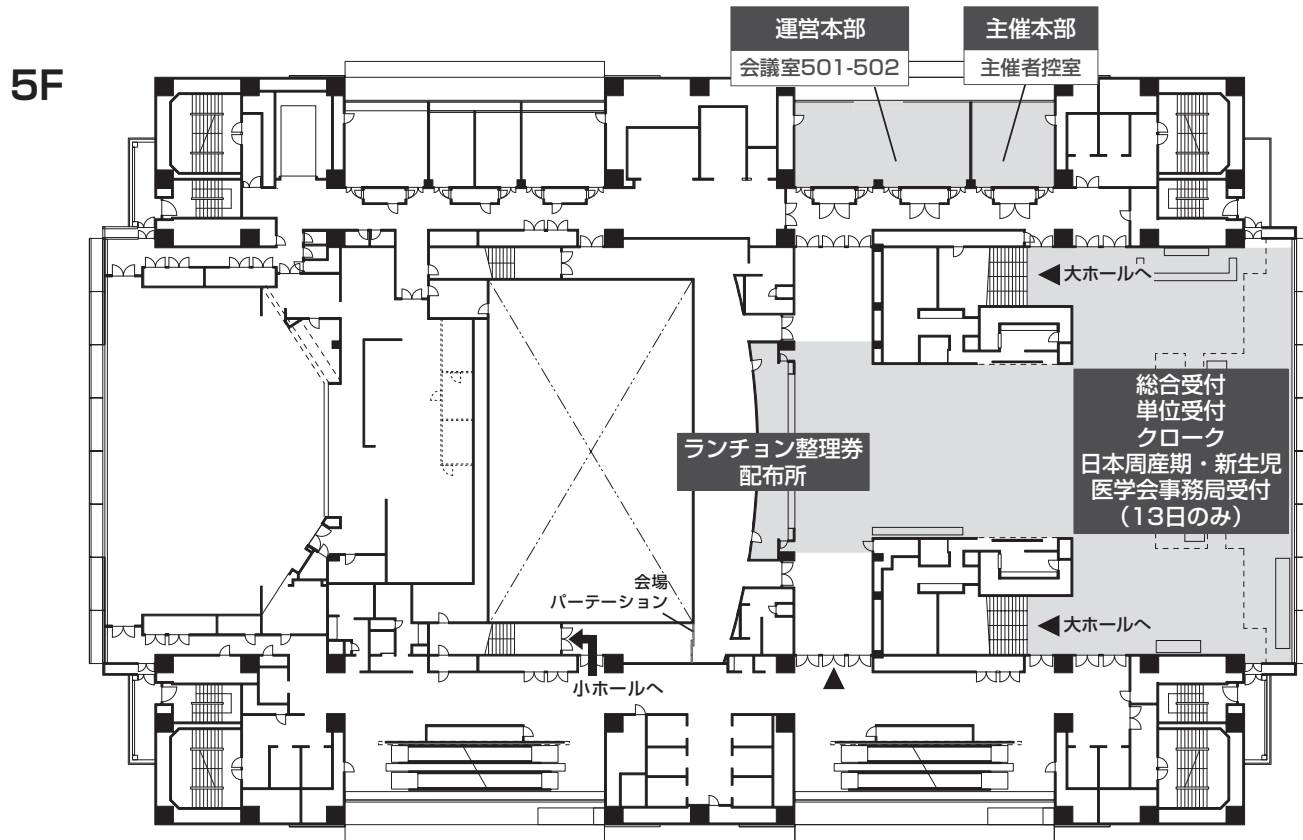 5F
運営本部
会議室501-502
主催本部
主催者控室
大ホールへ
総合受付
単位受付
クローク
日本周産期・新生児
医学会事務局受付
（13日のみ）
ランチョン整理券
配布所
会場
パーテーション
大ホールへ
小ホールへ